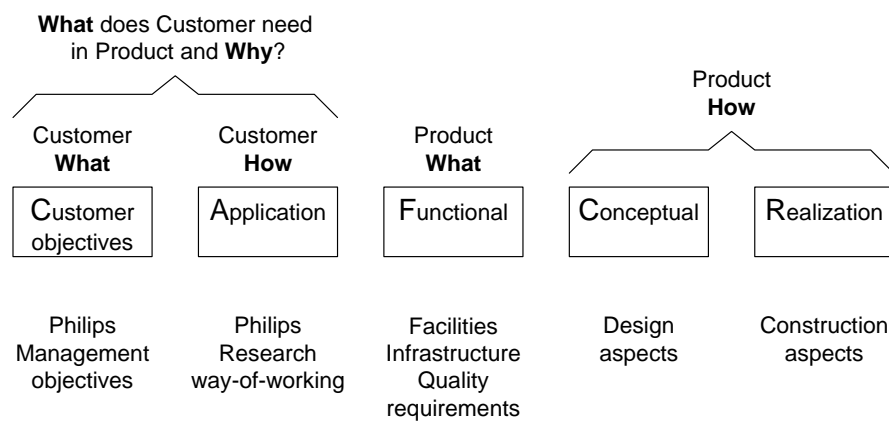 What does Customer need
in Product and Why?
Product
How
Customer
What
Customer
How
Product
What
Customer
objectives
Application
Functional
Conceptual
Realization
Philips
Management
objectives
Philips
Research
way-of-working
Facilities
Infrastructure
Quality
requirements
Design
aspects
Construction
aspects